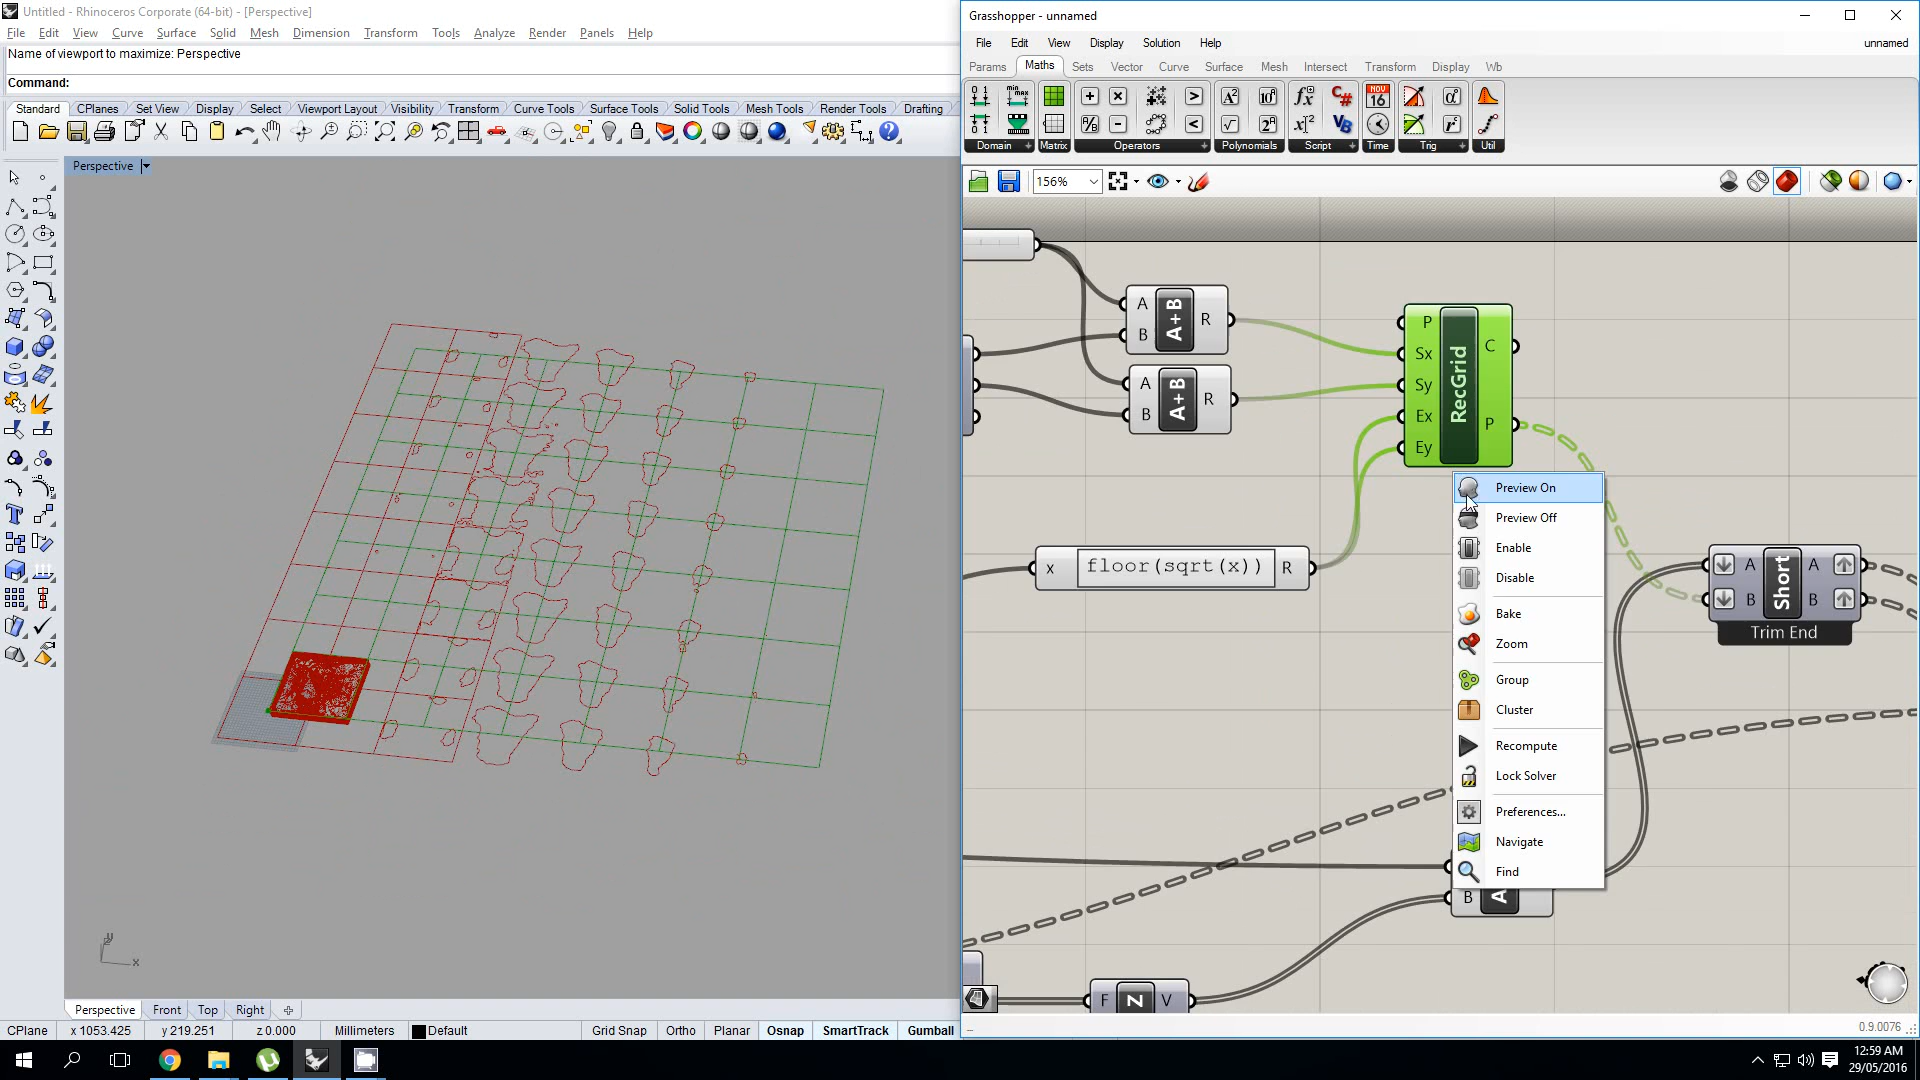 Untitled - Rhinoceros Corporate (64-bit) - [Perspective]
File Edit View Curve Surface Solid Mesh Dimension Transform Tools Analyze Render Panels Help
Name of viewport to maximize: Perspective
Command:
Standard CPlanes Set View Display Select Viewport Layout Visibility Transform Curve Tools Surface Tools Solid Tools Mesh Tools Render Tools Drafting
Perspective
y
x
Perspective Front Top Right
CPlane x 1053.425 y 219.251 z 0.000 Millimeters Default Grid Snap Ortho Planar Osnap SmartTrack Gumball
Grasshopper - unnamed
File Edit View Display Solution Help unnamed
Params Maths Sets Vector Curve Surface Mesh Intersect Transform Display Wb
Domain Matrix Operators Polynomials Script Time Trig Util
156%
A B A+B R
A B A+B R
P Sx Sy Ex Ey RecGrid C P
x floor(sqrt(x)) R
A B Short A B
Trim End
Preview On
Preview Off
Enable
Disable
Bake
Zoom
Group
Cluster
Recompute
Lock Solver
Preferences...
Navigate
Find
B A
F Z V
0.9.0076
12:59 AM
29/05/2016